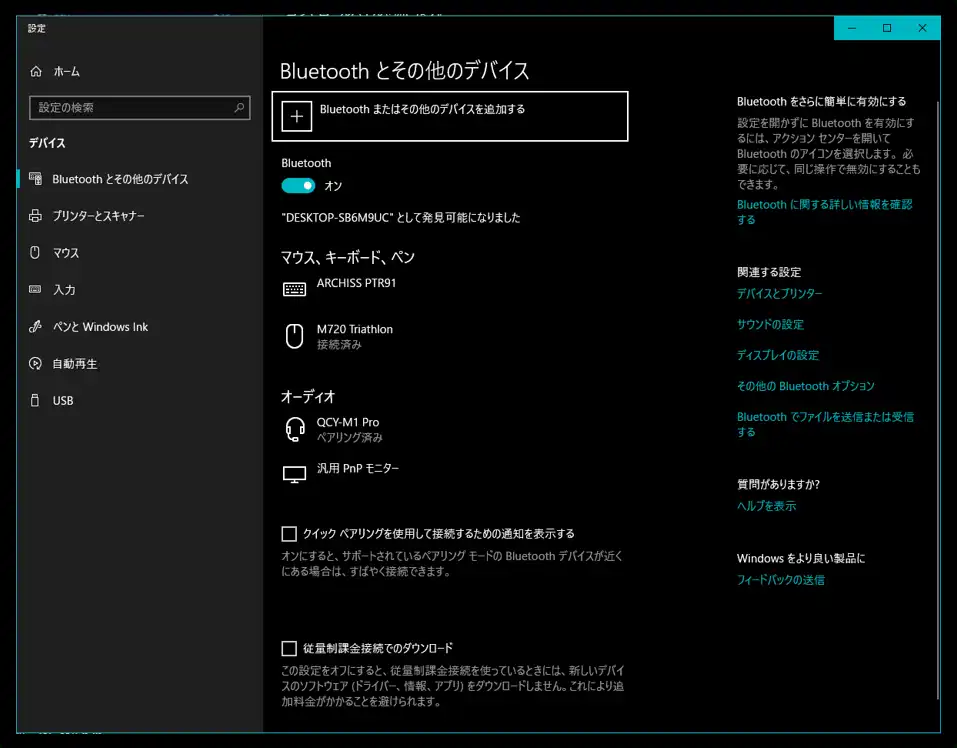 設定
ホーム
設定の検索
デバイス
Bluetooth とその他のデバイス
プリンターとスキャナー
マウス
入力
ペンと Windows Ink
自動再生
USB
Bluetooth とその他のデバイス
Bluetooth またはその他のデバイスを追加する
Bluetooth
オン
"DESKTOP-SB6M9UC" として発見可能になりました
マウス、キーボード、ペン
ARCHISS PTR91
M720 Triathlon
接続済み
オーディオ
QCY-M1 Pro
ペアリング済み
汎用 PnP モニター
クイック ペアリングを使用して接続するための通知を表示する
オンにすると、サポートされているペアリング モードの Bluetooth デバイスが近く
にある場合は、すばやく接続できます。
従量制課金接続でのダウンロード
この設定をオフにすると、従量制課金接続を使っているときには、新しいデバイ
スのソフトウェア (ドライバー、情報、アプリ) をダウンロードしません。これにより追
加料金がかかることを避けられます。
Bluetooth をさらに簡単に有効にする
設定を開かずに Bluetooth を有効にす
るには、アクション センターを開いて
Bluetooth のアイコンを選択します。必
要に応じて、同じ操作で無効にすることも
できます。
Bluetooth に関する詳しい情報を確認
する
関連する設定
デバイスとプリンター
サウンドの設定
ディスプレイの設定
その他の Bluetooth オプション
Bluetooth でファイルを送信または受信
する
質問がありますか?
ヘルプを表示
Windows をより良い製品に
フィードバックの送信